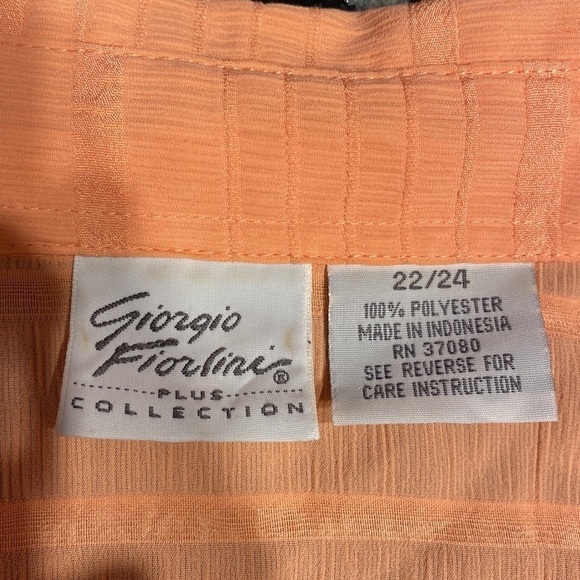 Giorgio
Fiorlini®
PLUS
COLLECTION
22/24
100% POLYESTER
MADE IN INDONESIA
RN 37080
SEE REVERSE FOR
CARE INSTRUCTION